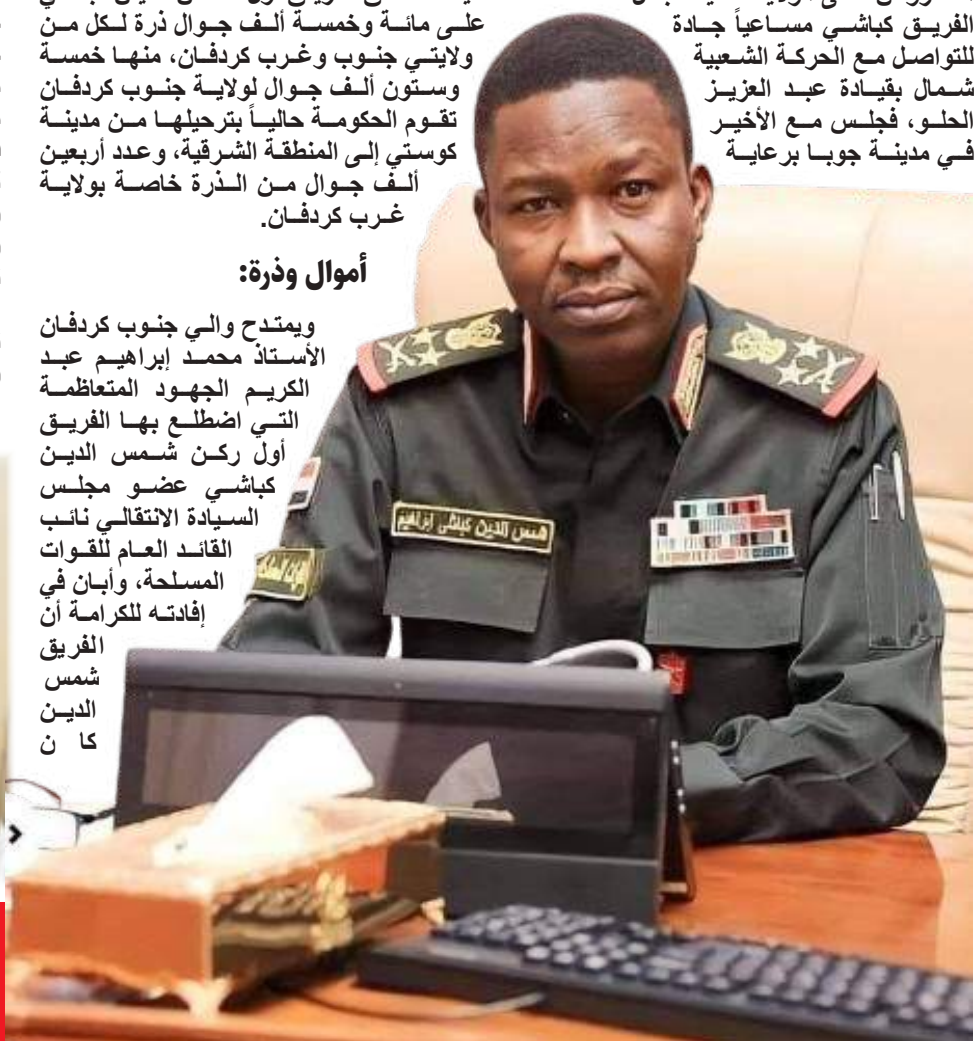 الفريق كباشي مساعياً جادة
للتواصل مع الحركة الشعبية
شمال بقيادة عبد العزيز
الحلو، فجلس مع الأخير
في مدينة جوبا برعاية
على مائة وخمسة ألف جوال ذرة لكل من
ولايتي جنوب وغرب كردفان، منها خمسة
وستون ألف جوال لولاية جنوب كردفان
تقوم الحكومة حالياً بترحيلها من مدينة
كوستي إلى المنطقة الشرقية، وعدد أربعين
ألف جوال من الذرة خاصة بولاية
غرب كردفان.
أموال وذرة:
ويمتدح والي جنوب كردفان
الأستاذ محمد إبراهيم عبد
الكريم الجهود المتعاظمة
التي اضطلع بها الفريق
أول ركن شمس الدين
كباشي عضو مجلس
السيادة الانتقالي نائب
القائد العام للقوات
المسلحة، وأبان في
إفادته للكرامة أن
الفريق
شمس
الدين
كا ن
شمس الدين كباشي إبراهيم